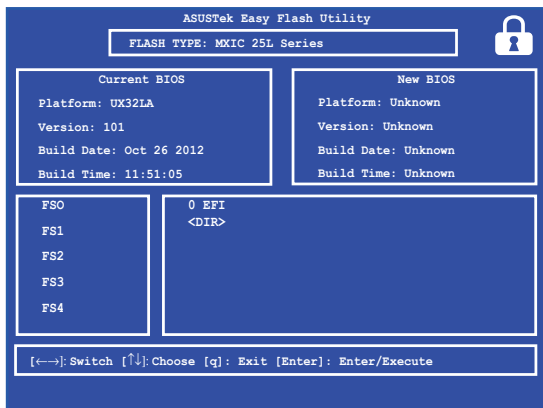 ASUSTek Easy Flash Utility
FLASH TYPE: MXIC 25L Series
Current BIOS
Platform: UX32LA
Version: 101
Build Date: Oct 26 2012
Build Time: 11:51:05
New BIOS
Platform: Unknown
Version: Unknown
Build Date: Unknown
Build Time: Unknown
FSO
FS1
FS2
FS3
FS4
0 EFI
<DIR>
[←→]: Switch [↑↓]: Choose [q]: Exit [Enter]: Enter/Execute